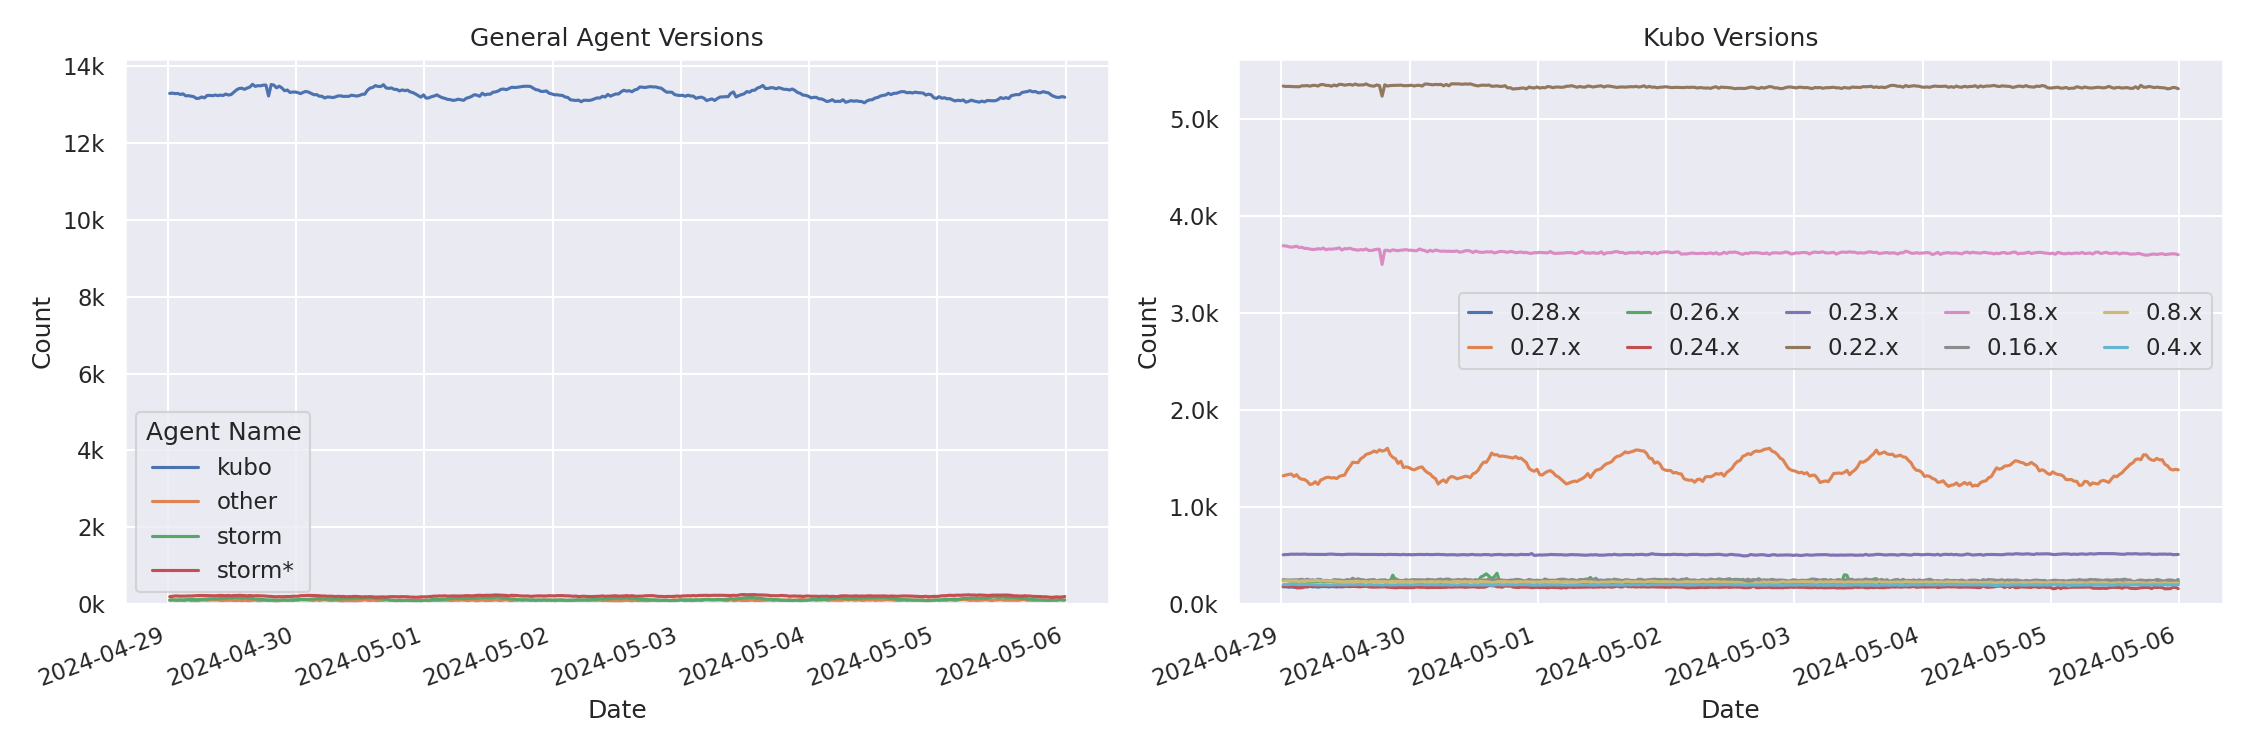 General Agent Versions
14k
12k
10k
8k
6k
4k
2k
0k
Count
Agent Name
kubo
other
storm
storm*
2024-04-29
2024-04-30
2024-05-01
2024-05-02
2024-05-03
2024-05-04
2024-05-05
2024-05-06
Date
Kubo Versions
5.0k
4.0k
3.0k
2.0k
1.0k
0.0k
Count
0.28.x 0.26.x 0.23.x 0.18.x 0.8.x
0.27.x 0.24.x 0.22.x 0.16.x 0.4.x
2024-04-29
2024-04-30
2024-05-01
2024-05-02
2024-05-03
2024-05-04
2024-05-05
2024-05-06
Date